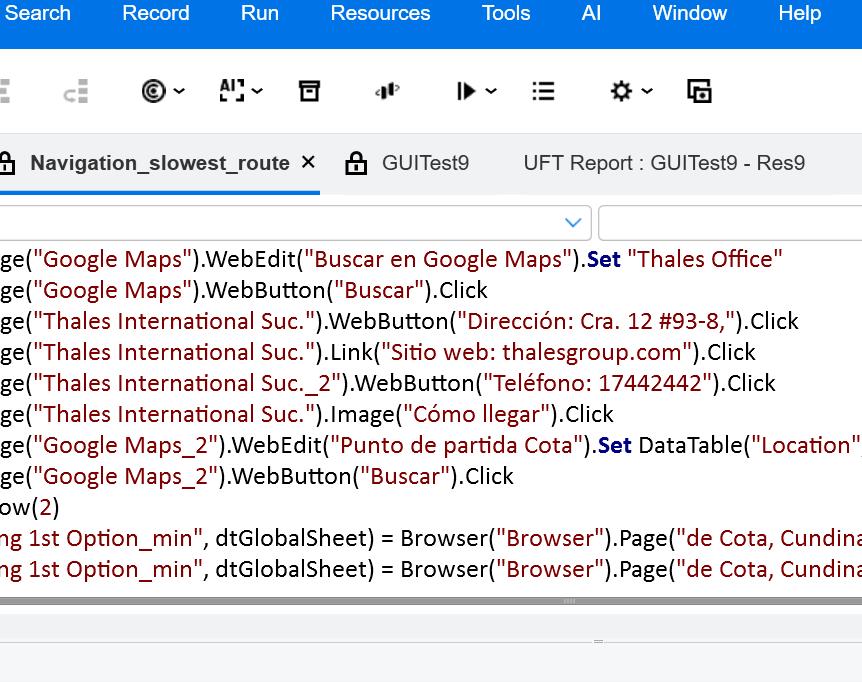 Search Record Run Resources Tools AI Window Help
AI
Navigation_slowest_route GUITest9 UFT Report : GUITest9 - Res9
ge("Google Maps").WebEdit("Buscar en Google Maps").Set "Thales Office"
ge("Google Maps").WebButton("Buscar").Click
ge("Thales International Suc.").WebButton("Dirección: Cra. 12 #93-8,").Click
ge("Thales International Suc.").Link("Sitio web: thalesgroup.com").Click
ge("Thales International Suc._2").WebButton("Teléfono: 17442442").Click
ge("Thales International Suc.").Image("Cómo llegar").Click
ge("Google Maps_2").WebEdit("Punto de partida Cota").Set DataTable("Location"
ge("Google Maps_2").WebButton("Buscar").Click
ow(2)
ng 1st Option_min", dtGlobalSheet) = Browser("Browser").Page("de Cota, Cundina
ng 1st Option_min", dtGlobalSheet) = Browser("Browser").Page("de Cota, Cundina